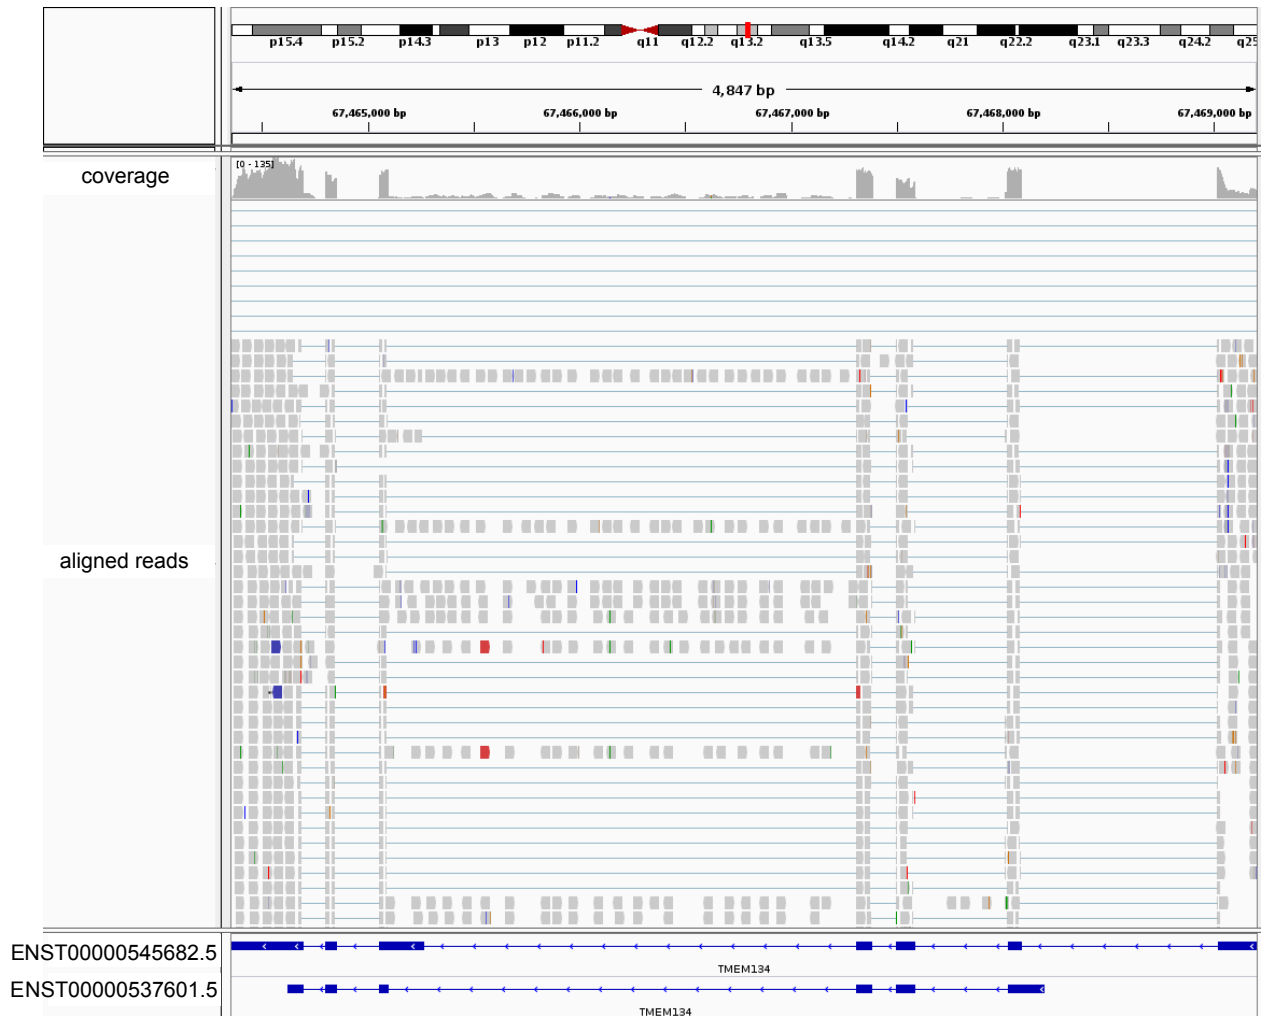 p15.4 p15.2 p14.3 p13 p12 p11.2 q11 q12.2 q13.2 q13.5 q14.2 q21 q22.2 q23.1 q23.3 q24.2 q25
4,847 bp
67,465,000 bp 67,466,000 bp 67,467,000 bp 67,468,000 bp 67,469,000 bp
[0 - 135]
coverage
aligned reads
ENST00000545682.5
TMEM134
ENST00000537601.5
TMEM134